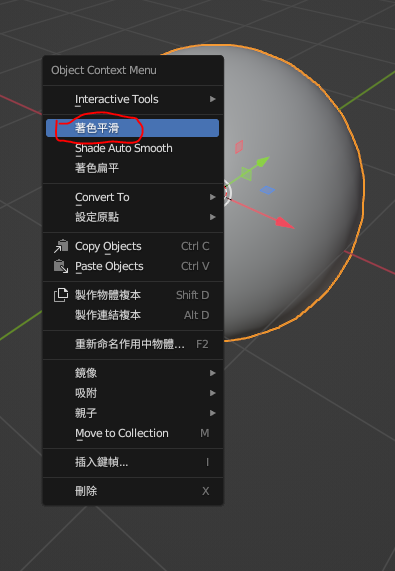 Object Context Menu
Interactive Tools
著色平滑
Shade Auto Smooth
著色扁平
Convert To
設定原點
Copy Objects Ctrl C
Paste Objects Ctrl V
製作物體複本 Shift D
製作連結複本 Alt D
重新命名作用中物體... F2
鏡像
吸附
親子
Move to Collection M
插入鍵幀... I
刪除 X